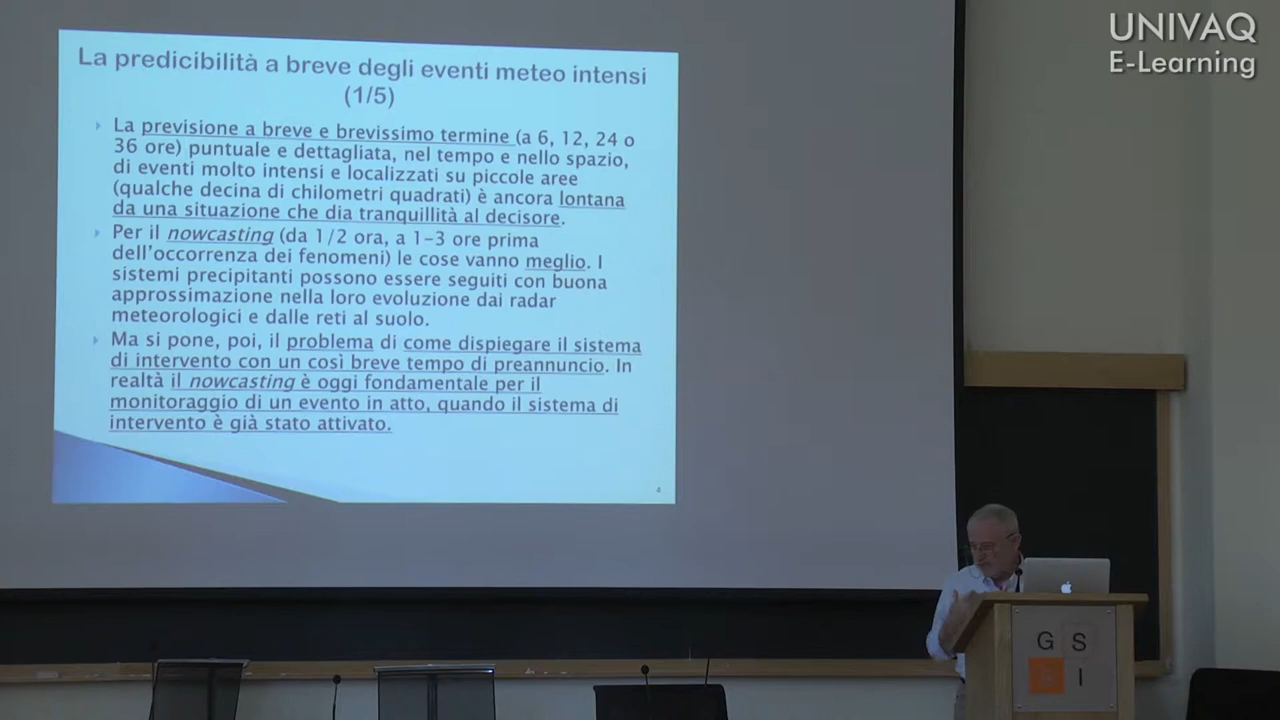 UNIVAQ
E-Learning
La predicibilità a breve degli eventi meteo intensi
(1/5)
La previsione a breve e brevissimo termine (a 6, 12, 24 o
36 ore) puntuale e dettagliata, nel tempo e nello spazio,
di eventi molto intensi e localizzati su piccole aree
(qualche decina di chilometri quadrati) è ancora lontana
da una situazione che dia tranquillità al decisore.
Per il nowcasting (da 1/2 ora, a 1-3 ore prima
dell'occorrenza dei fenomeni) le cose vanno meglio. I
sistemi precipitanti possono essere seguiti con buona
approssimazione nella loro evoluzione dai radar
meteorologici e dalle reti al suolo.
Ma si pone, poi, il problema di come dispiegare il sistema
di intervento con un così breve tempo di preannuncio. In
realtà il nowcasting è oggi fondamentale per il
monitoraggio di un evento in atto, quando il sistema di
intervento è già stato attivato.
4
G S
I